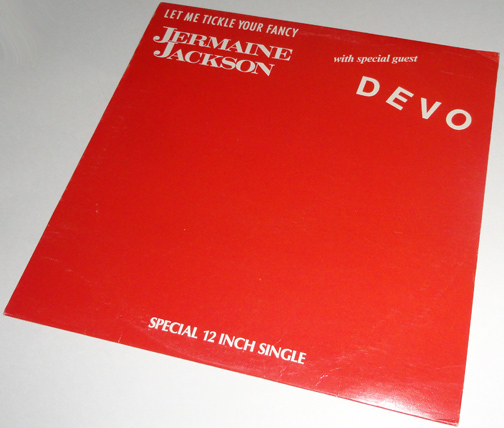 LET ME TICKLE YOUR FANCY
JERMAINE
JACKSON
with special guest
DEVO
SPECIAL 12 INCH SINGLE